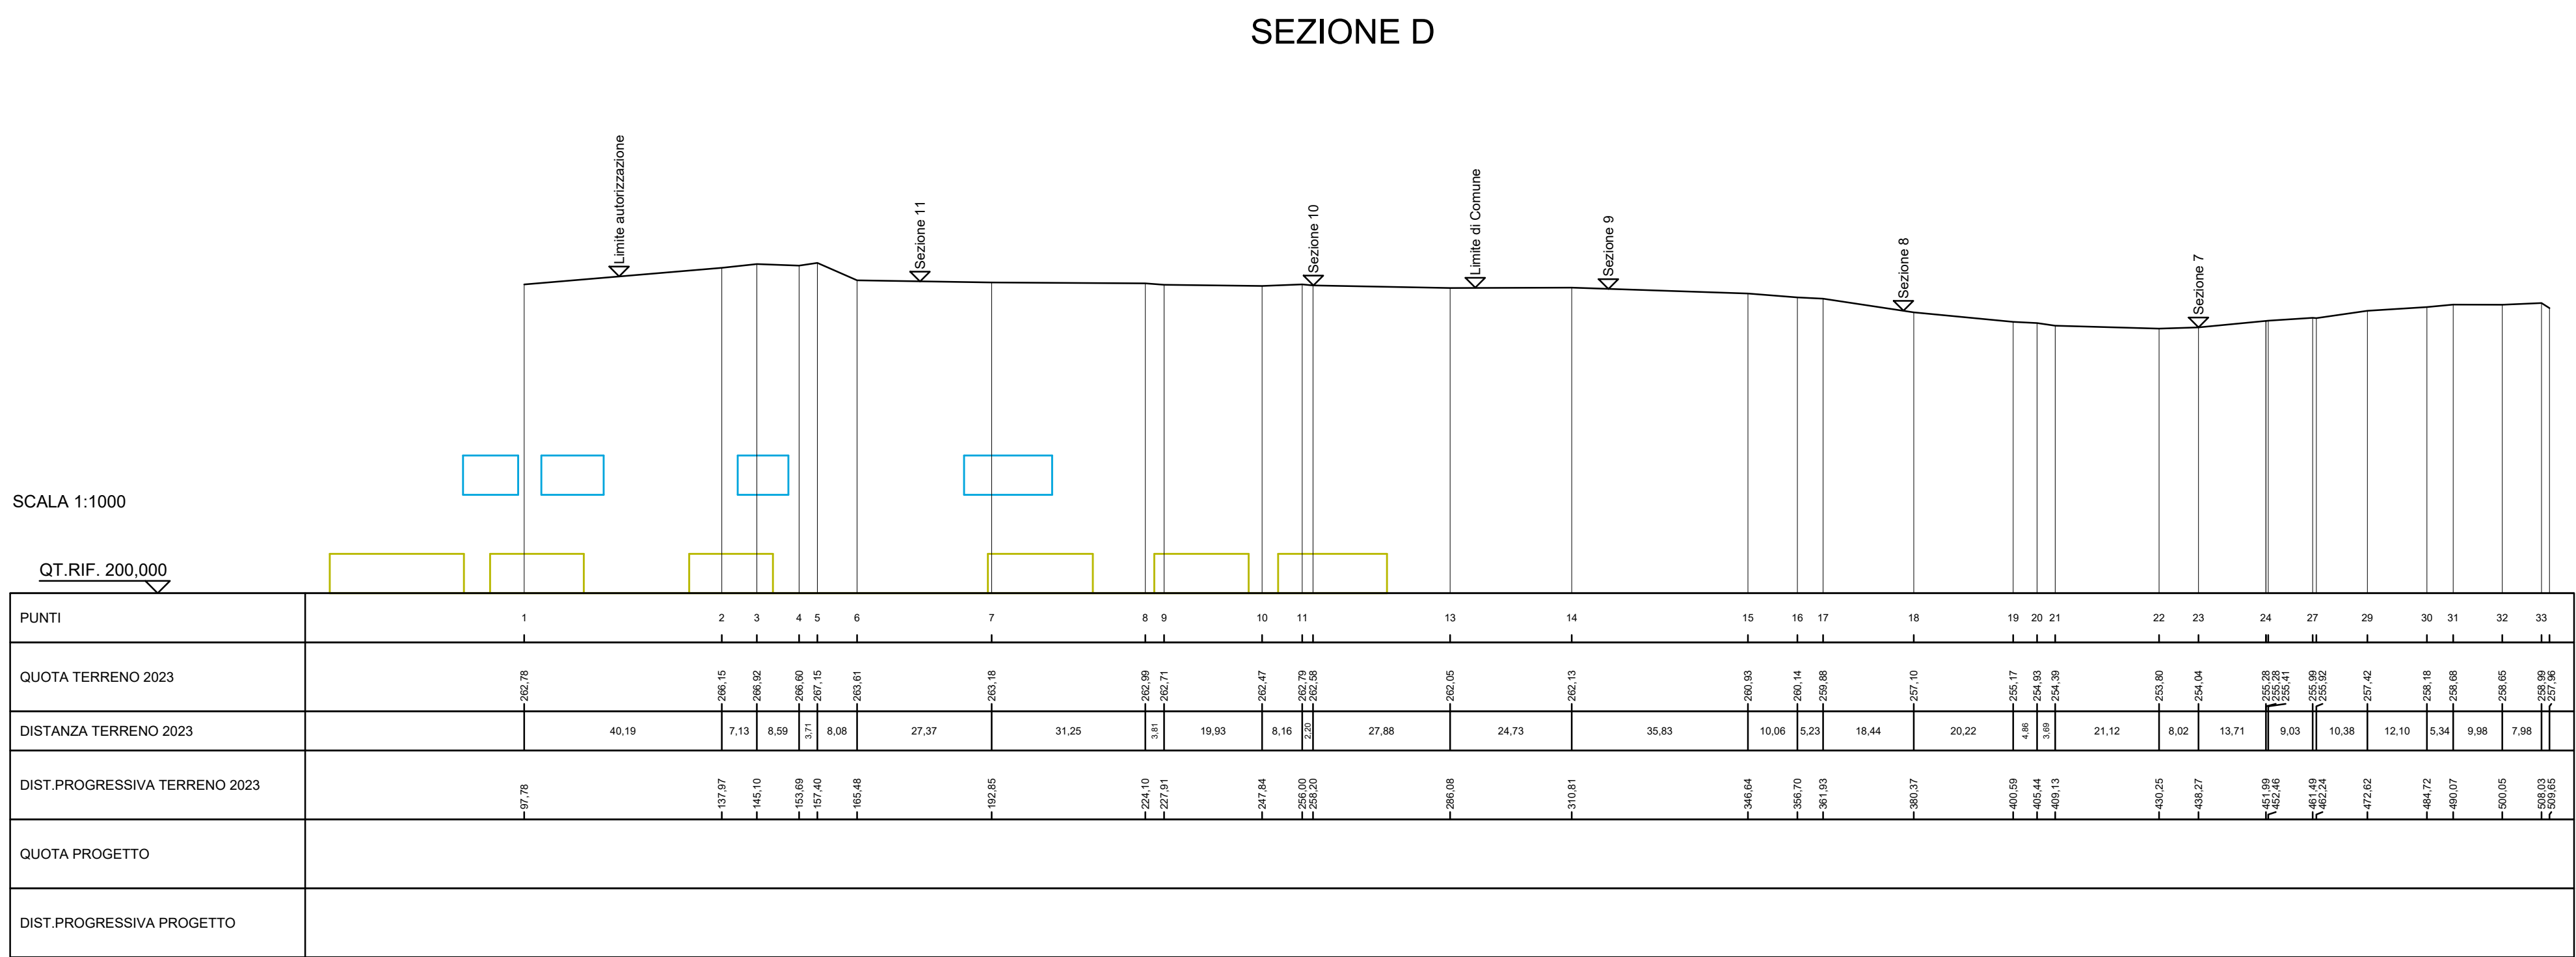 SEZIONE D
Limite autorizzazione
Sezione 11
Sezione 10
Limite di Comune
Sezione 9
Sezione 8
Sezione 7
SCALA 1:1000
QT.RIF. 200,000
PUNTI 1 2 3 4 5 6 7 8 9 10 11 13 14 15 16 17 18 19 20 21 22 23 24 27 29 30 31 32 33
QUOTA TERRENO 2023 262,78 266,15 266,92 266,60 267,15 263,61 263,18 262,99 262,71 262,47 262,79 262,58 262,05 262,13 260,93 260,14 259,88 257,10 255,17 254,93 254,39 253,80 254,04 255,28 255,28 255,41 255,99 255,92 257,42 258,18 258,68 258,65 258,99 257,96
DISTANZA TERRENO 2023 40,19 7,13 8,59 3,71 8,08 27,37 31,25 3,81 19,93 8,16 2,20 27,88 24,73 35,83 10,06 5,23 18,44 20,22 4,86 3,69 21,12 8,02 13,71 9,03 10,38 12,10 5,34 9,98 7,98
DIST.PROGRESSIVA TERRENO 2023 97,78 137,97 145,10 153,69 157,40 165,48 192,85 224,10 227,91 247,84 256,00 258,20 286,08 310,81 346,64 356,70 361,93 380,37 400,59 405,44 409,13 430,25 438,27 451,99 452,46 461,49 462,24 472,62 484,72 490,07 500,05 508,03 509,65
QUOTA PROGETTO
DIST.PROGRESSIVA PROGETTO